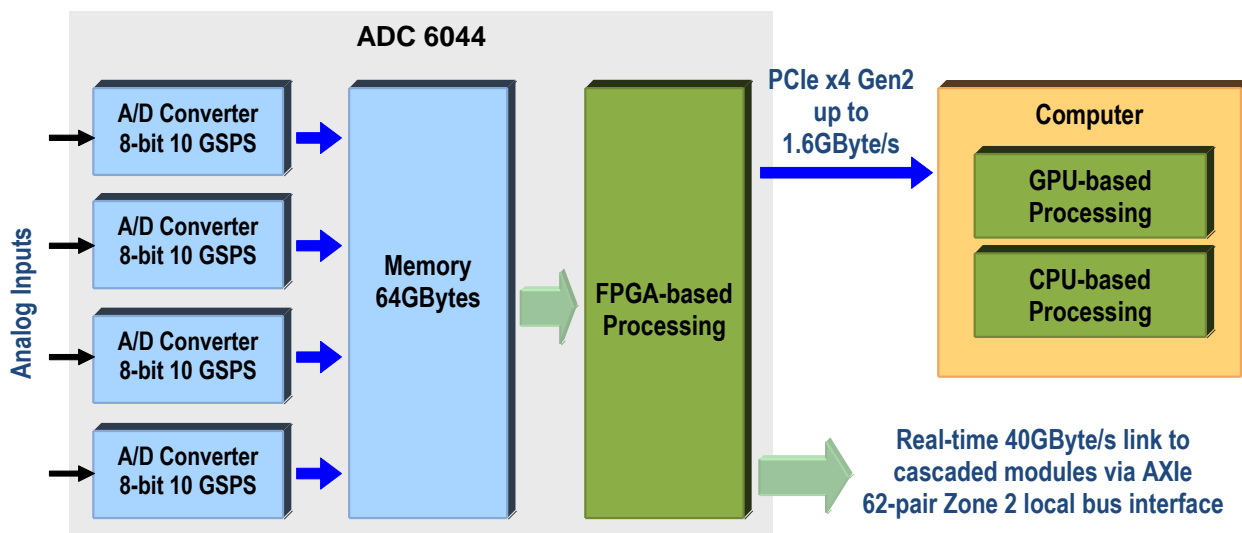 ADC 6044
Analog Inputs
A/D Converter
8-bit 10 GSPS
A/D Converter
8-bit 10 GSPS
A/D Converter
8-bit 10 GSPS
A/D Converter
8-bit 10 GSPS
Memory
64GBytes
FPGA-based
Processing
PCIe x4 Gen2
up to
1.6GByte/s
Computer
GPU-based
Processing
CPU-based
Processing
Real-time 40GByte/s link to
cascaded modules via AXIe
62-pair Zone 2 local bus interface